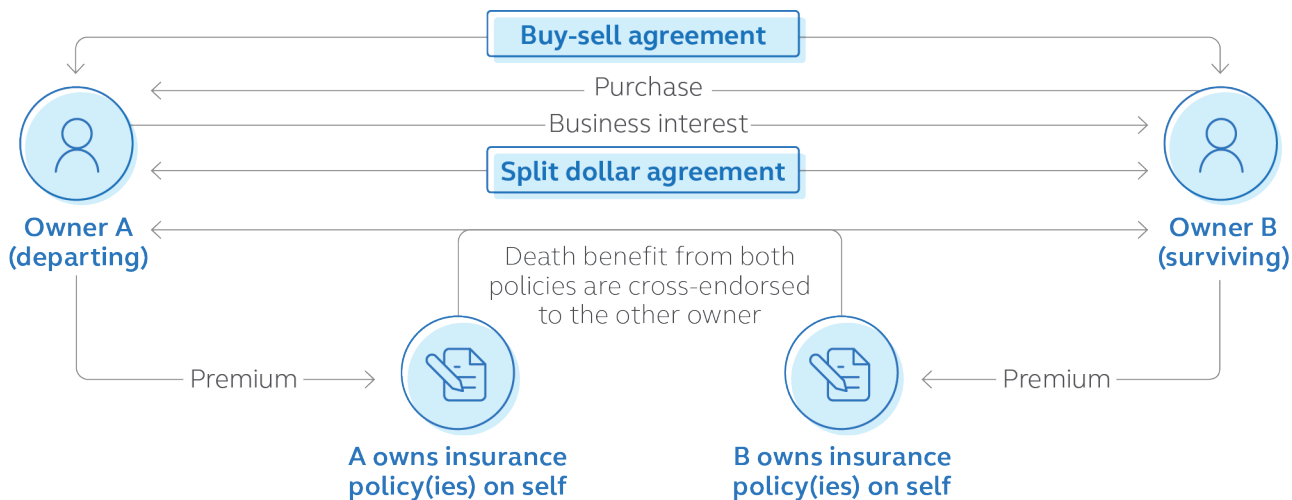 Buy-sell agreement
Purchase
Business interest
Split dollar agreement
Owner A
(departing)
Owner B
(surviving)
Death benefit from both
policies are cross-endorsed
to the other owner
Premium
Premium
A owns insurance
policy(ies) on self
B owns insurance
policy(ies) on self